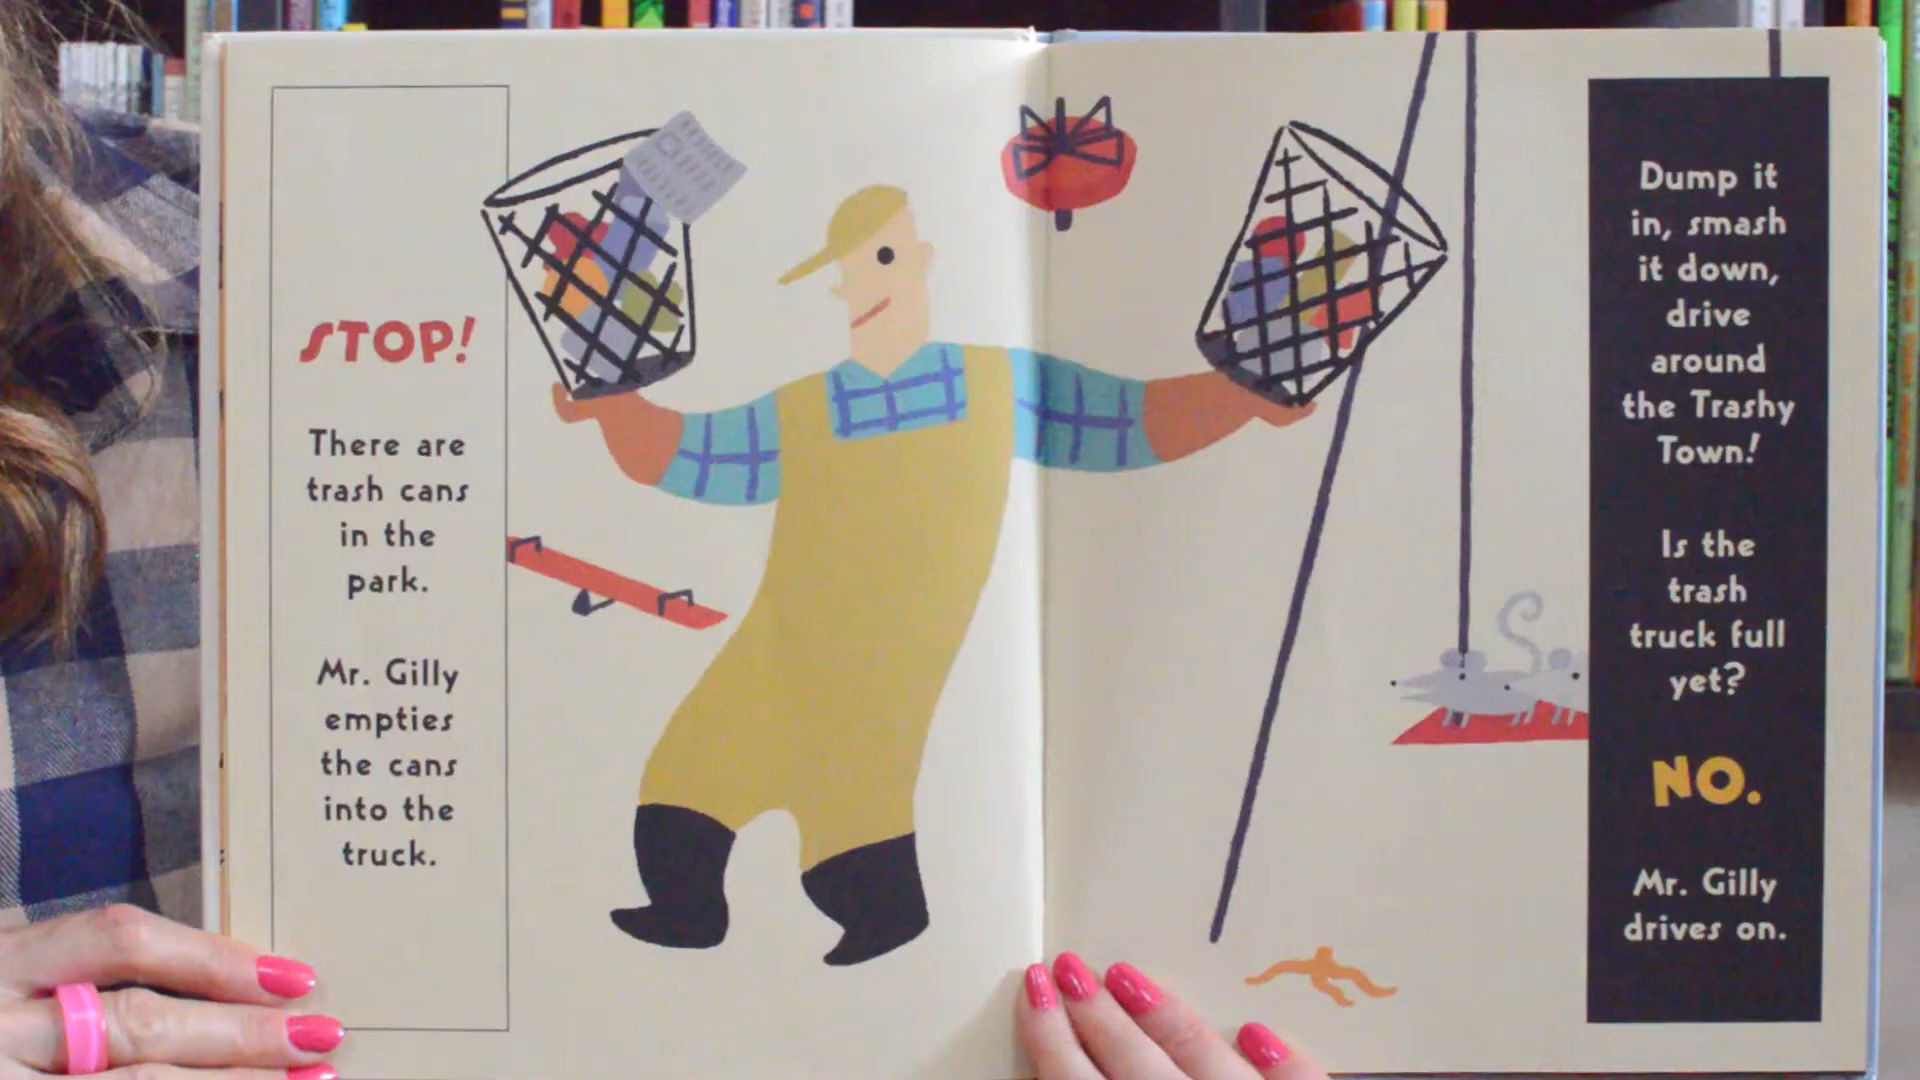 STOP!
There are
trash cans
in the
park.
Mr. Gilly
empties
the cans
into the
truck.
Dump it
in, smash
it down,
drive
around
the Trashy
Town!
Is the
trash
truck full
yet?
NO.
Mr. Gilly
drives on.